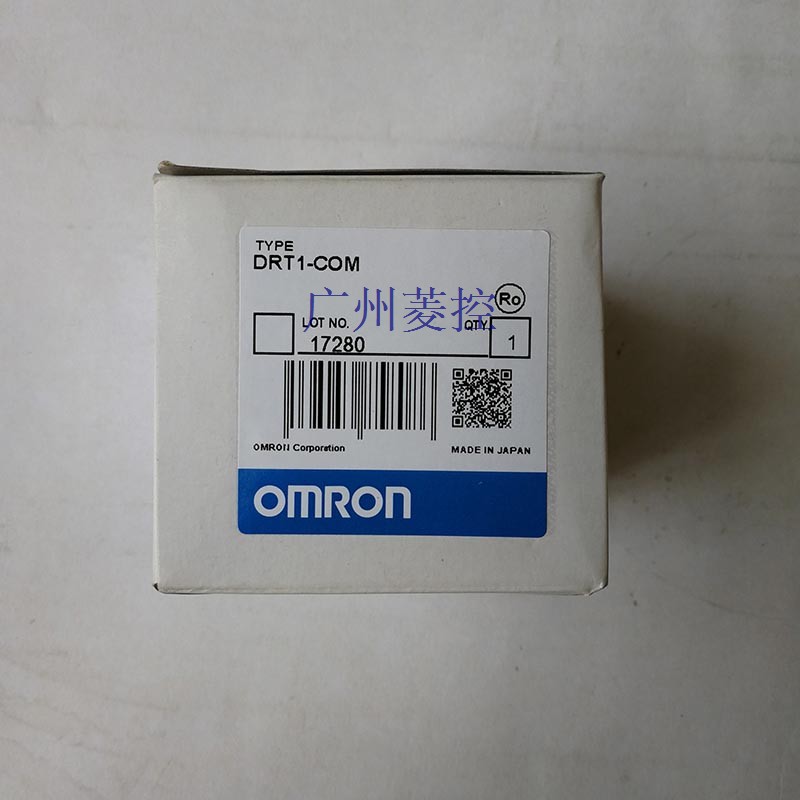 TYPE
DRT1-COM
Ro
广州菱控
LOT NO.
QTY.
17280
1
OMRON Corporation
MADE IN JAPAN
OMRON